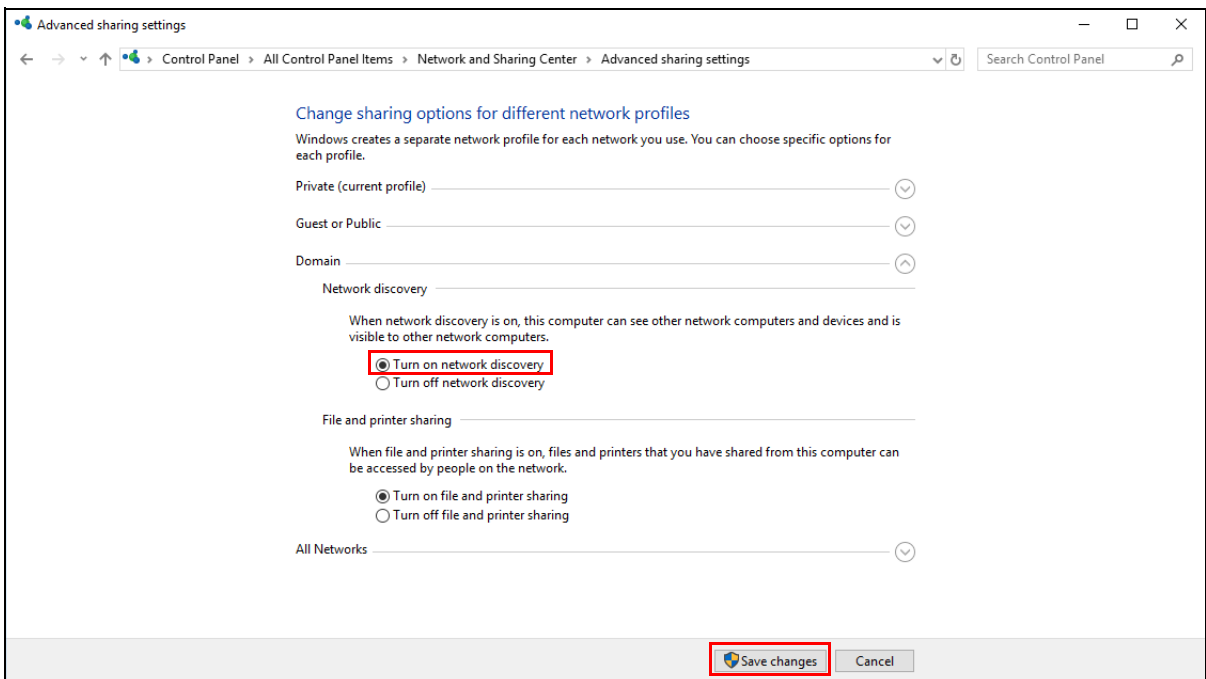 Advanced sharing settings
Control Panel > All Control Panel Items > Network and Sharing Center > Advanced sharing settings
Search Control Panel
Change sharing options for different network profiles
Windows creates a separate network profile for each network you use. You can choose specific options for
each profile.
Private (current profile)
Guest or Public
Domain
Network discovery
When network discovery is on, this computer can see other network computers and devices and is
visible to other network computers.
Turn on network discovery
Turn off network discovery
File and printer sharing
When file and printer sharing is on, files and printers that you have shared from this computer can
be accessed by people on the network.
Turn on file and printer sharing
Turn off file and printer sharing
All Networks
Save changes
Cancel